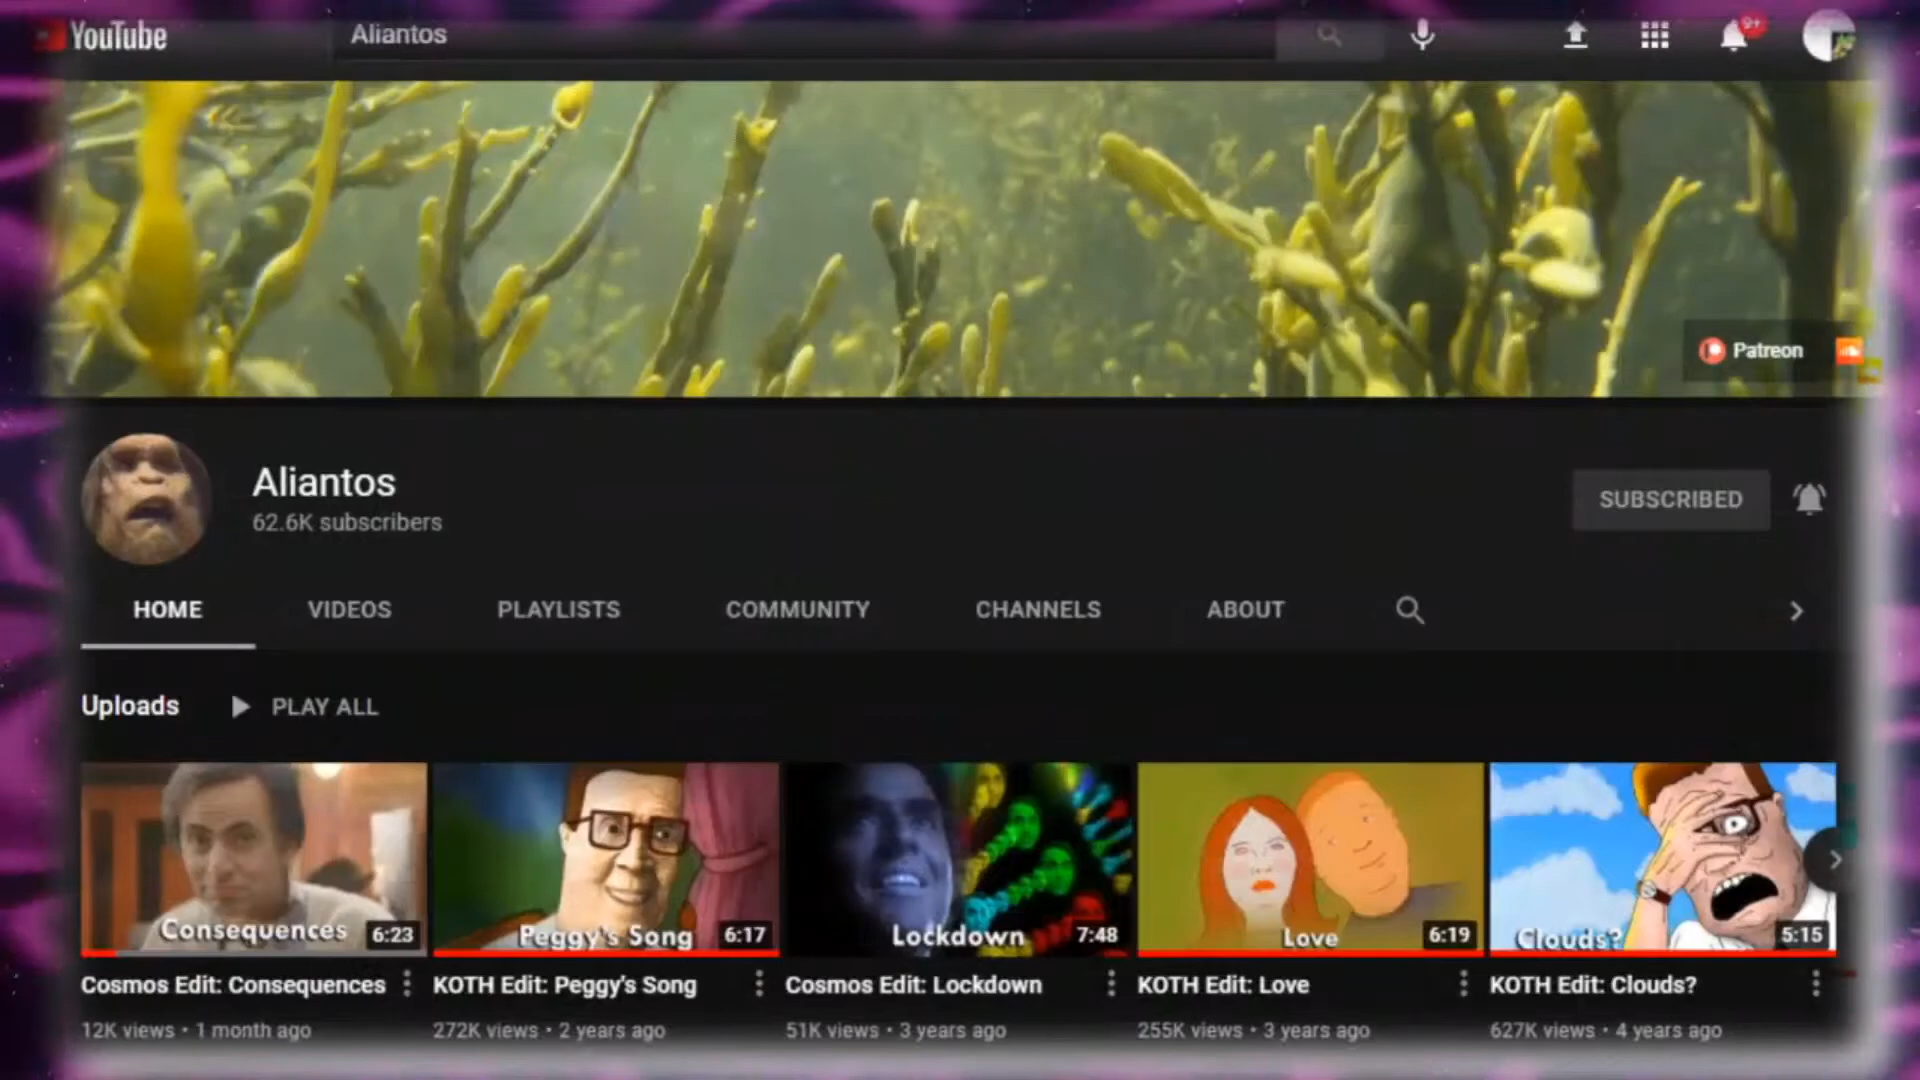 YouTube
Aliantos
9+
Patreon
Aliantos
62.6K subscribers
SUBSCRIBED
HOME VIDEOS PLAYLISTS COMMUNITY CHANNELS ABOUT
Uploads PLAY ALL
Consequences 6:23 Peggy's Song 6:17 Lockdown 7:48 Love 6:19 Clouds? 5:15
Cosmos Edit: Consequences KOTH Edit: Peggy's Song Cosmos Edit: Lockdown KOTH Edit: Love KOTH Edit: Clouds?
12K views • 1 month ago 272K views • 2 years ago 51K views • 3 years ago 255K views • 3 years ago 627K views • 4 years ago